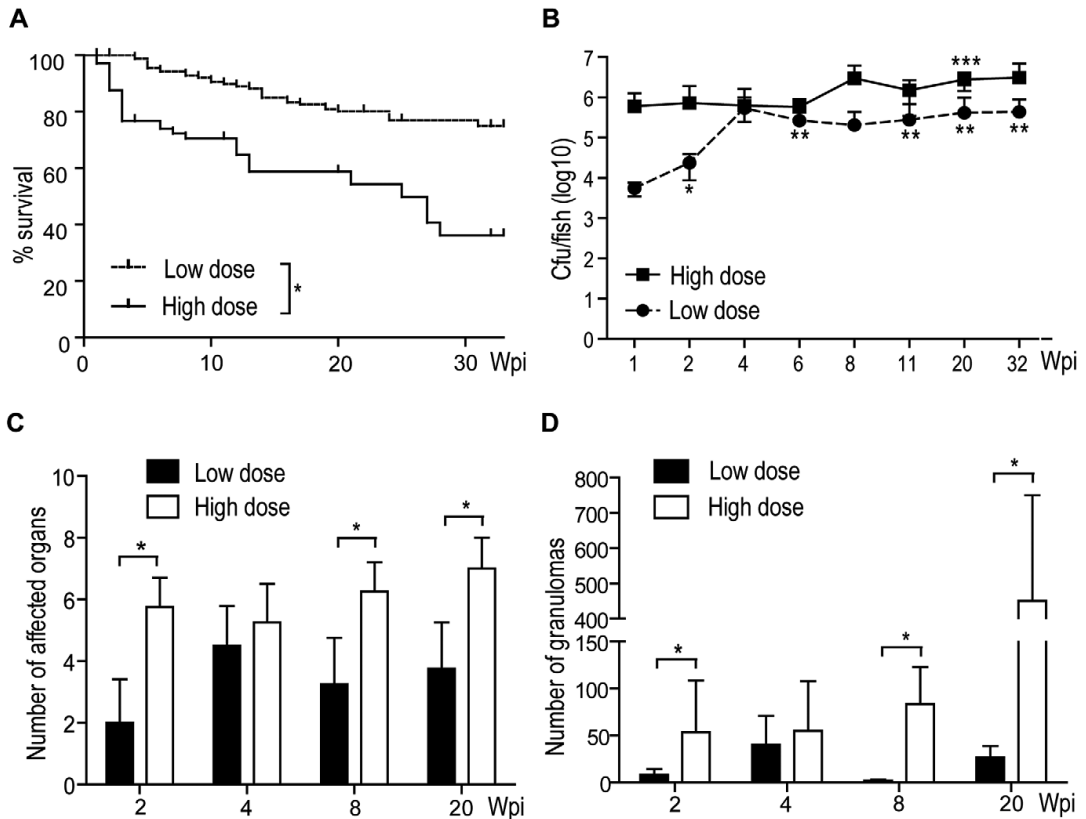 A
% survival
100
80
60
40
20
0
Low dose
High dose
*
0 10 20 30 Wpi
B
Cfu/fish (log10)
7
6
5
4
3
2
1
0
***
* ** ** ** **
High dose
Low dose
1 2 4 6 8 11 20 32 Wpi
C
Number of affected organs
10
8
6
4
2
0
Low dose
High dose
* * *
2 4 8 20 Wpi
D
Number of granulomas
800
700
600
500
400
150
100
50
0
Low dose
High dose
* * *
2 4 8 20 Wpi